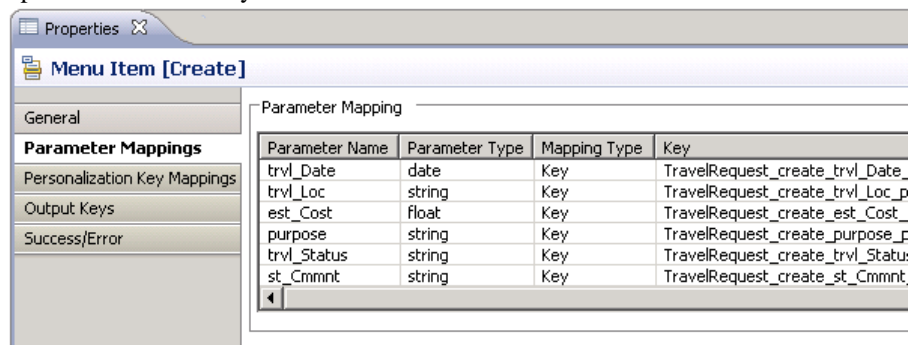 Properties
Menu Item [Create]
General
Parameter Mappings
Personalization Key Mappings
Output Keys
Success/Error
Parameter Mapping
Parameter Name Parameter Type Mapping Type Key
trvl_Date date Key TravelRequest_create_trvl_Date_
trvl_Loc string Key TravelRequest_create_trvl_Loc_p
est_Cost float Key TravelRequest_create_est_Cost_
purpose string Key TravelRequest_create_purpose_p
trvl_Status string Key TravelRequest_create_trvl_Statu
st_Cmmnt string Key TravelRequest_create_st_Cmmnt_